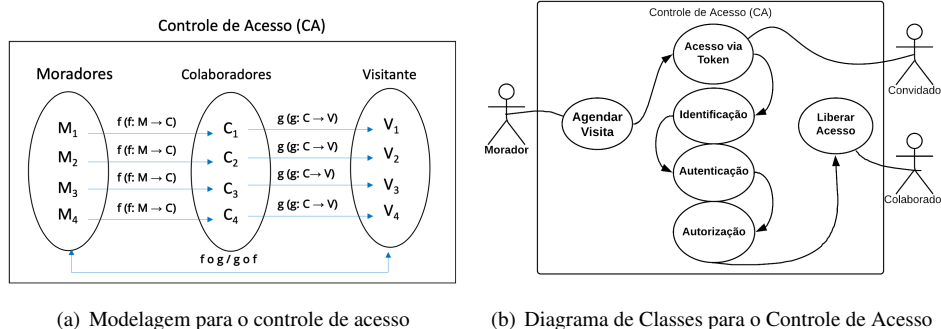 Controle de Acesso (CA)
Moradores
Colaboradores
Visitante
M1 f (f: M → C) C1 g (g: C → V) V1
M2 f (f: M → C) C2 g (g: C → V) V2
M3 f (f: M → C) C3 g (g: C→ V) V3
M4 f (f: M → C) C4 g (g: C → V) V4
f o g / g o f
(a) Modelagem para o controle de acesso
Controle de Acesso (CA)
Acesso via
Token
Convidado
Agendar
Visita
Identificação
Liberar
Acesso
Morador
Autenticação
Colaborado
Autorização
(b) Diagrama de Classes para o Controle de Acesso